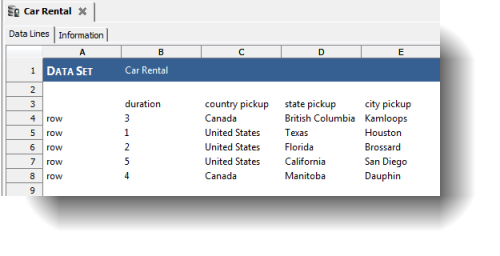 Car Rental
Data Lines Information
A B C D E
1 DATA SET Car Rental
2
3 duration country pickup state pickup city pickup
4 row 3 Canada British Columbia Kamloops
5 row 1 United States Texas Houston
6 row 2 United States Florida Brossard
7 row 5 United States California San Diego
8 row 4 Canada Manitoba Dauphin
9